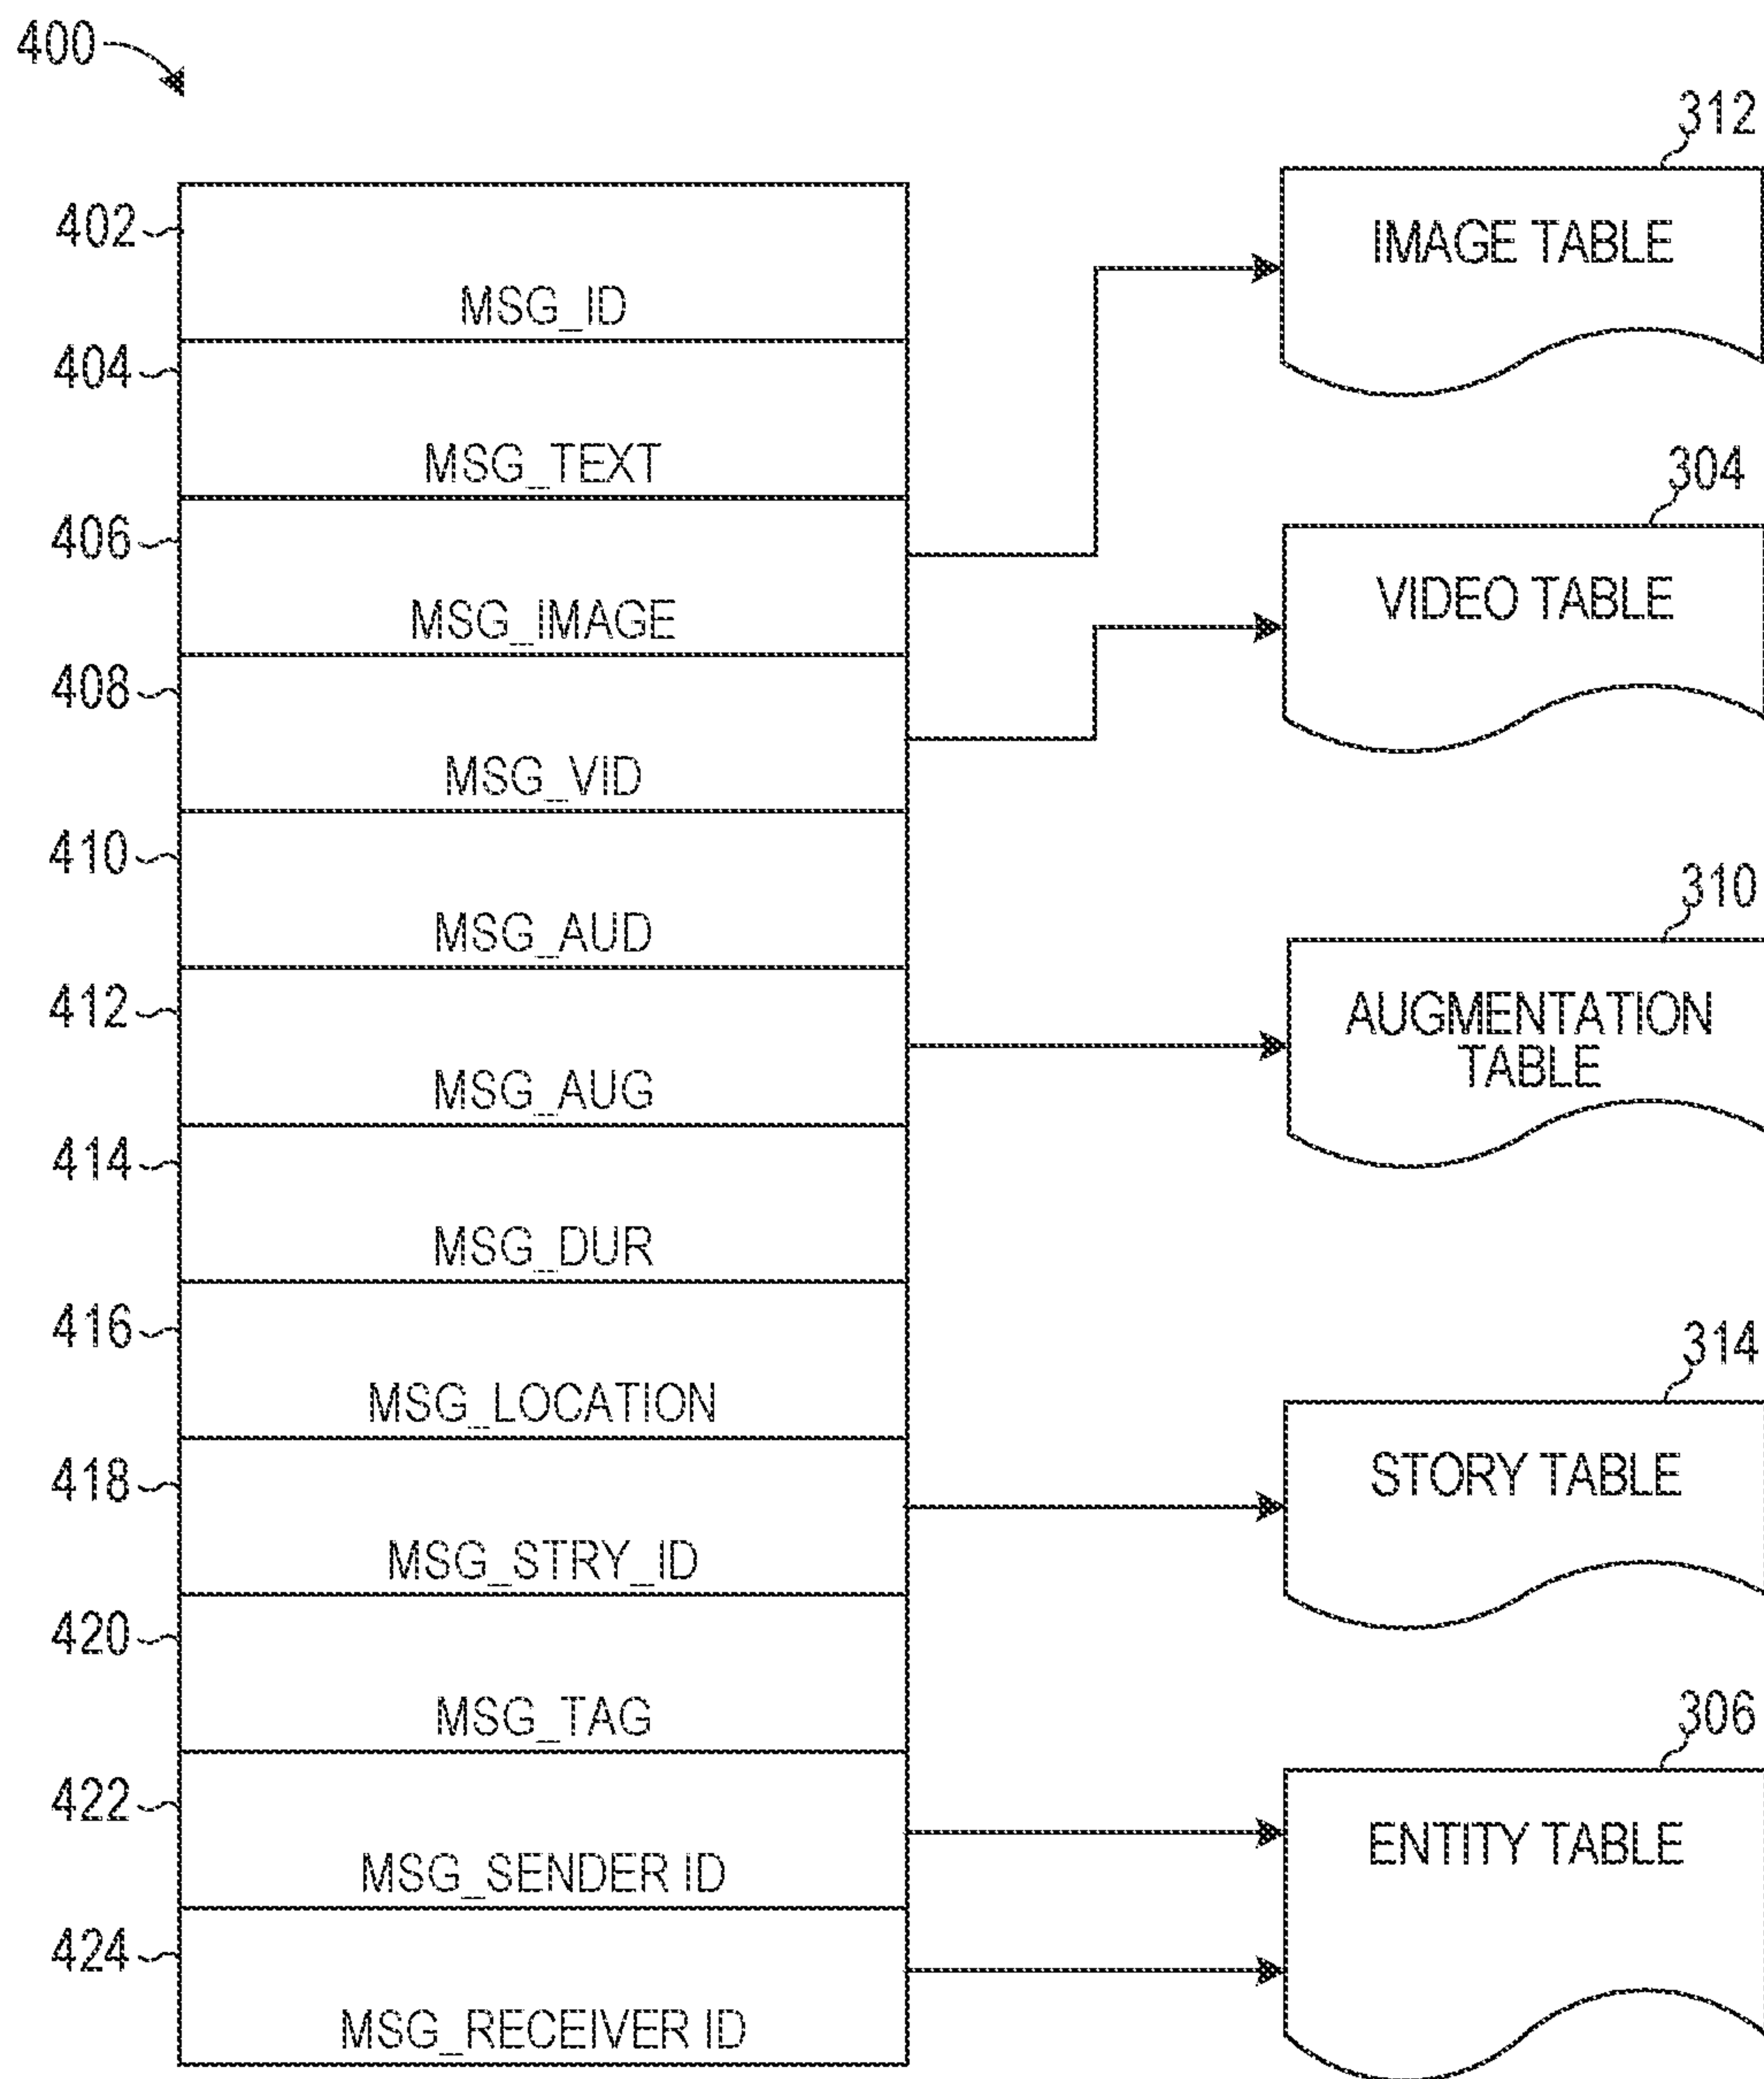 400
312
402
IMAGE TABLE
MSG_ID
404
MSG_TEXT
304
406
VIDEO TABLE
MSG_IMAGE
408
MSG_VID
410
310
MSG_AUD
412
AUGMENTATION
TABLE
MSG_AUG
414
MSG_DUR
416
314
MSG_LOCATION
418
STORY TABLE
MSG_STRY_ID
420
306
MSG_TAG
422
ENTITY TABLE
MSG_SENDER ID
424
MSG_RECEIVER ID